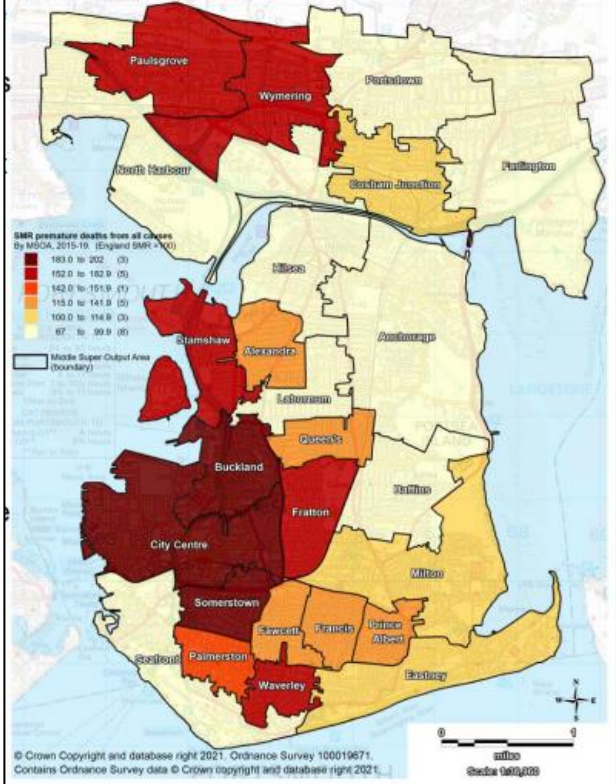 Paulsgrove
Portsdown
Wymering
North Harbour
Cosham Junction
Farlington
SMR premature deaths from all causes
By MSOA, 2015-19. (England SMR =100)
183.0 to 202 (3)
152.0 to 182.9 (5)
142.0 to 151.9 (1)
115.0 to 141.9 (5)
100.0 to 114.9 (3)
67 to 99.9 (8)
Middle Super Output Area
(boundary)
Hilsea
Stamshaw
Alexandra
Anchorage
Laburnum
Queen's
Buckland
Baffins
Fratton
City Centre
Milton
Somerstown
Fawcett
Francis
Prince
Albert
Seafront
Palmerston
Waverley
Eastney
N
W
E
S
0
1
miles
© Crown Copyright and database right 2021. Ordnance Survey 100019671.
Contains Ordnance Survey data © Crown copyright and database right 2021.